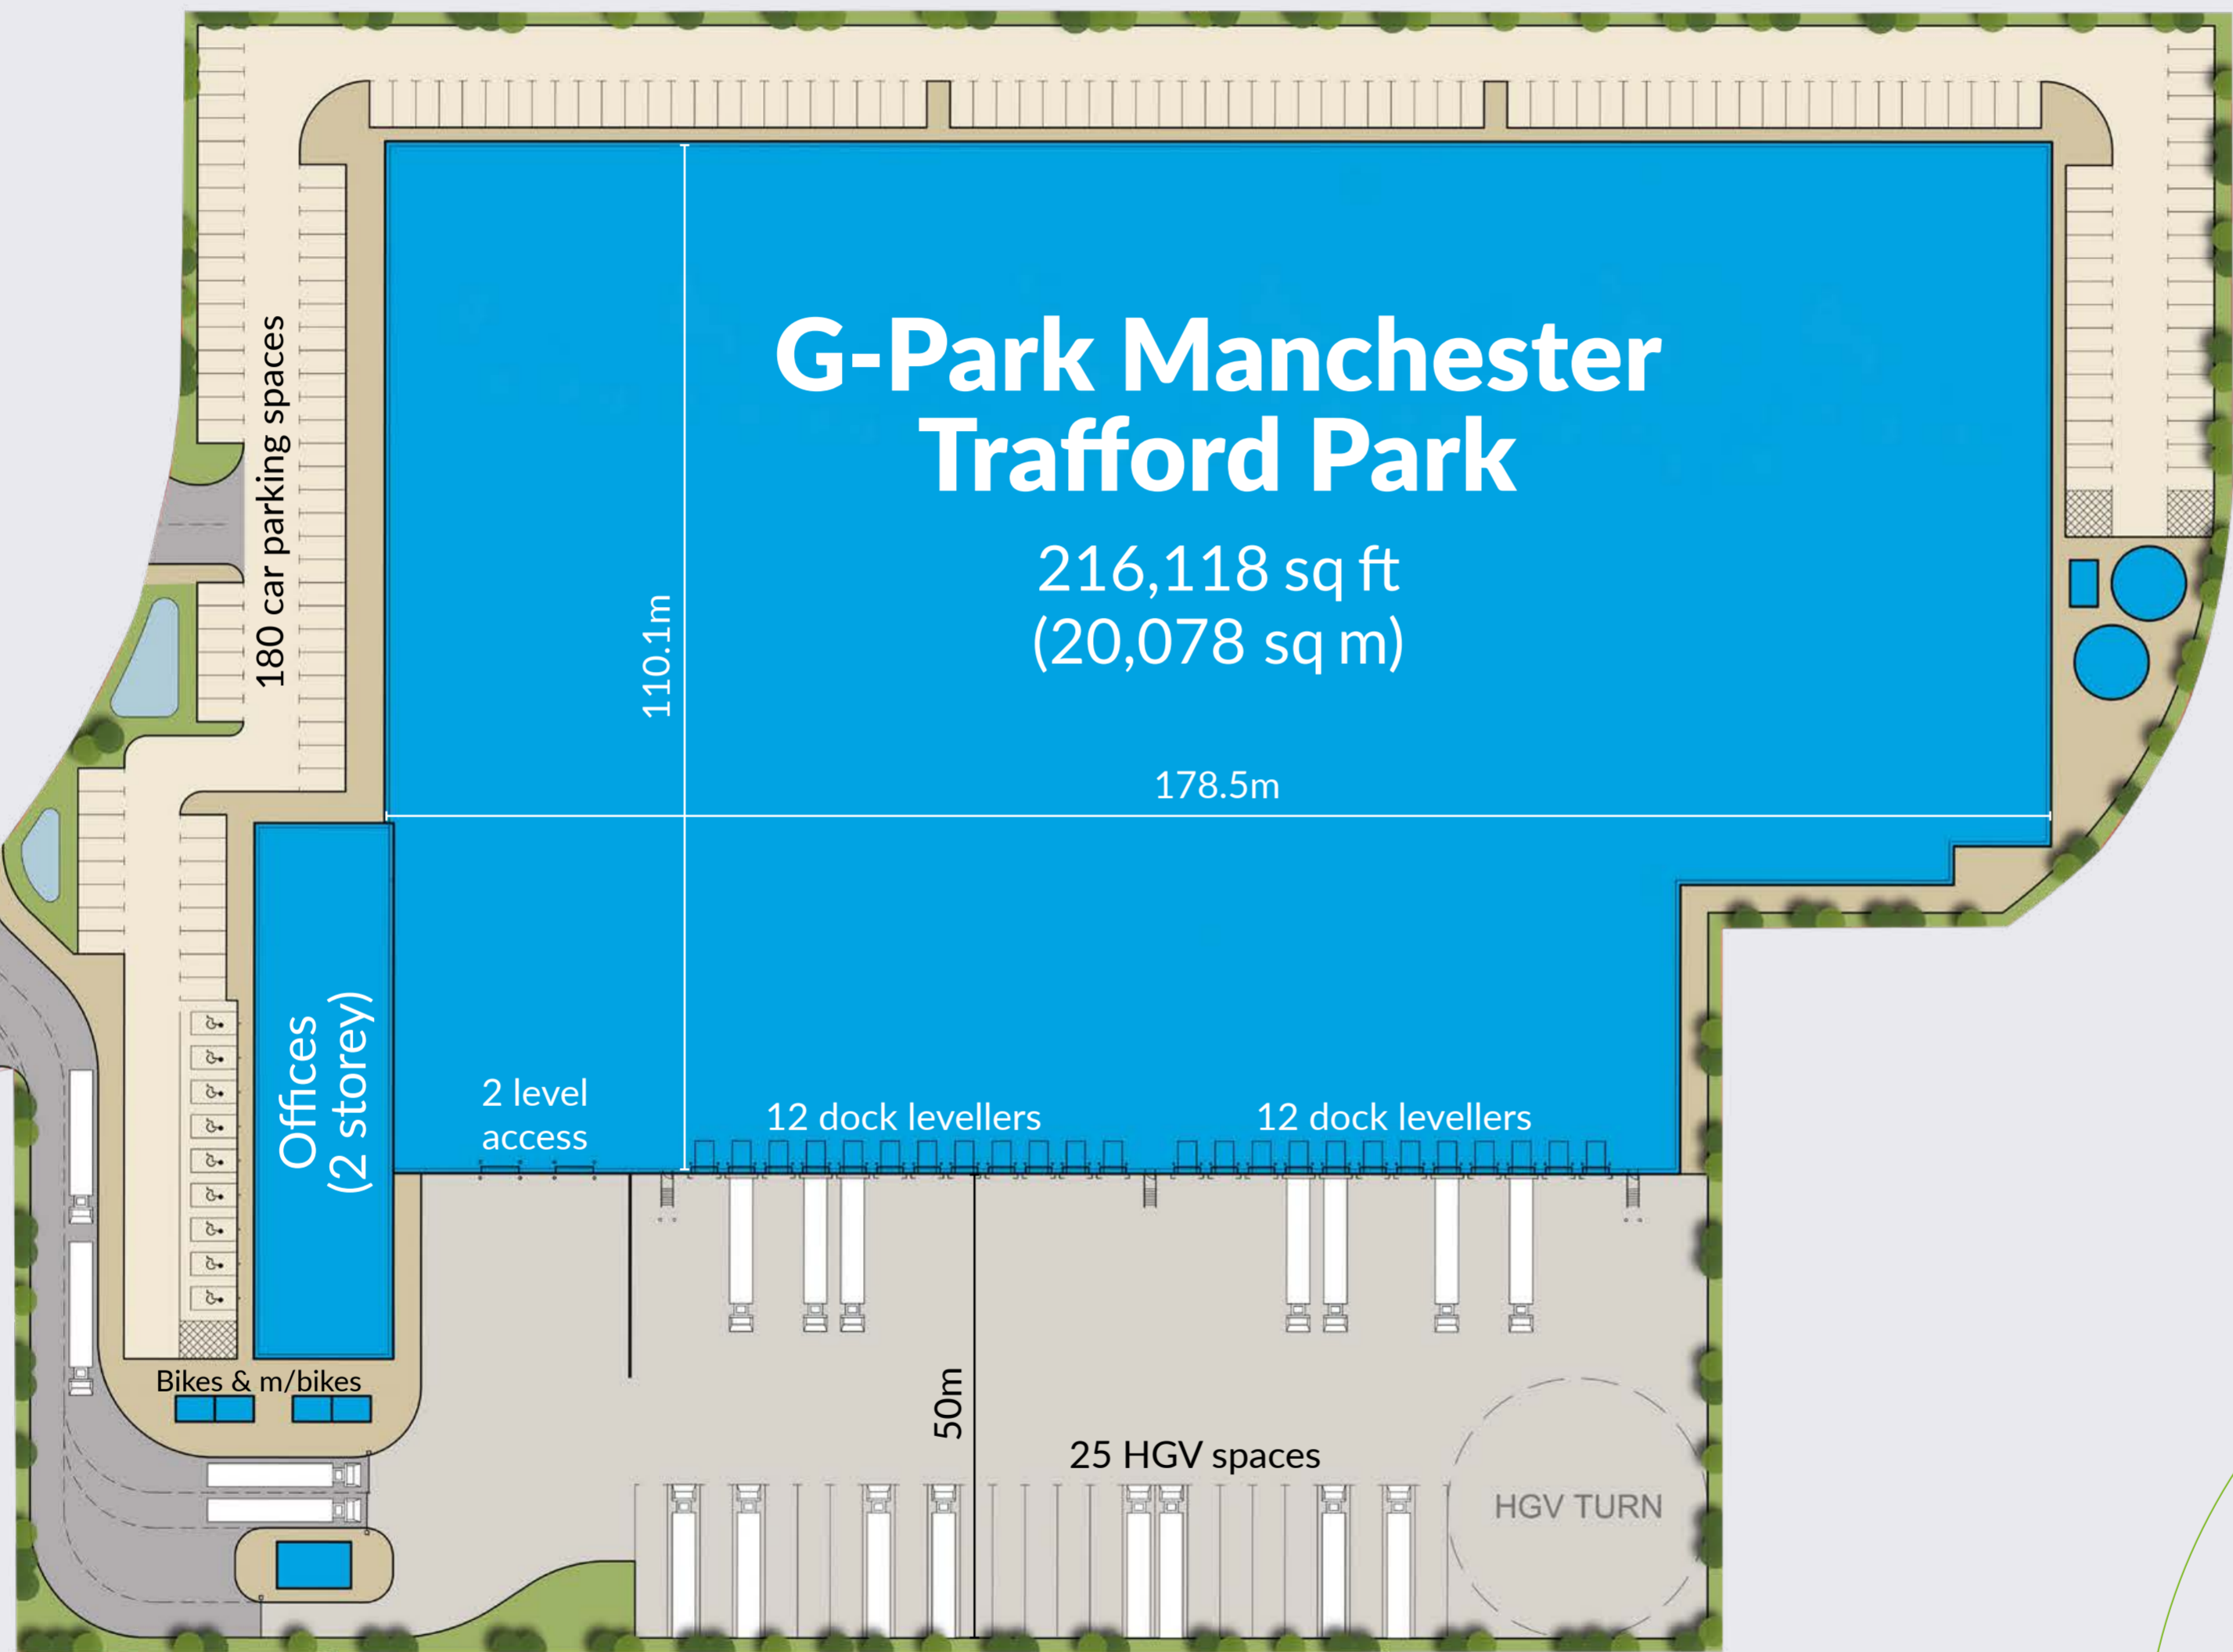 G-Park Manchester
Trafford Park
216,118 sq ft
(20,078 sq m)
110.1m
178.5m
180 car parking spaces
Offices
(2 storey)
2 level
access
12 dock levellers
12 dock levellers
Bikes & m/bikes
50m
25 HGV spaces
HGV TURN